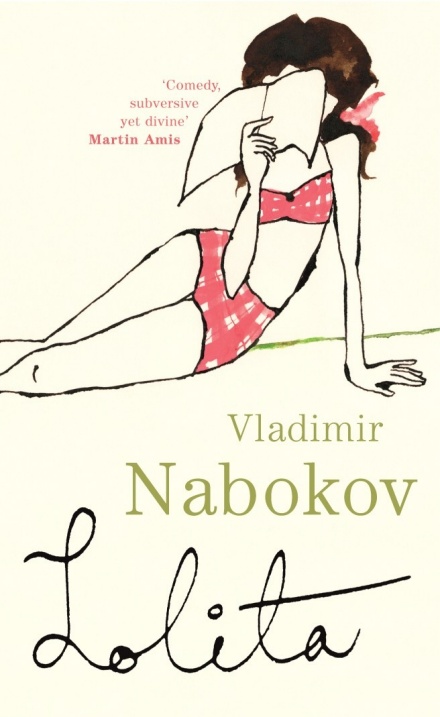 ‘Comedy,
subversive
yet divine’
Martin Amis
Vladimir
Nabokov
Lolita